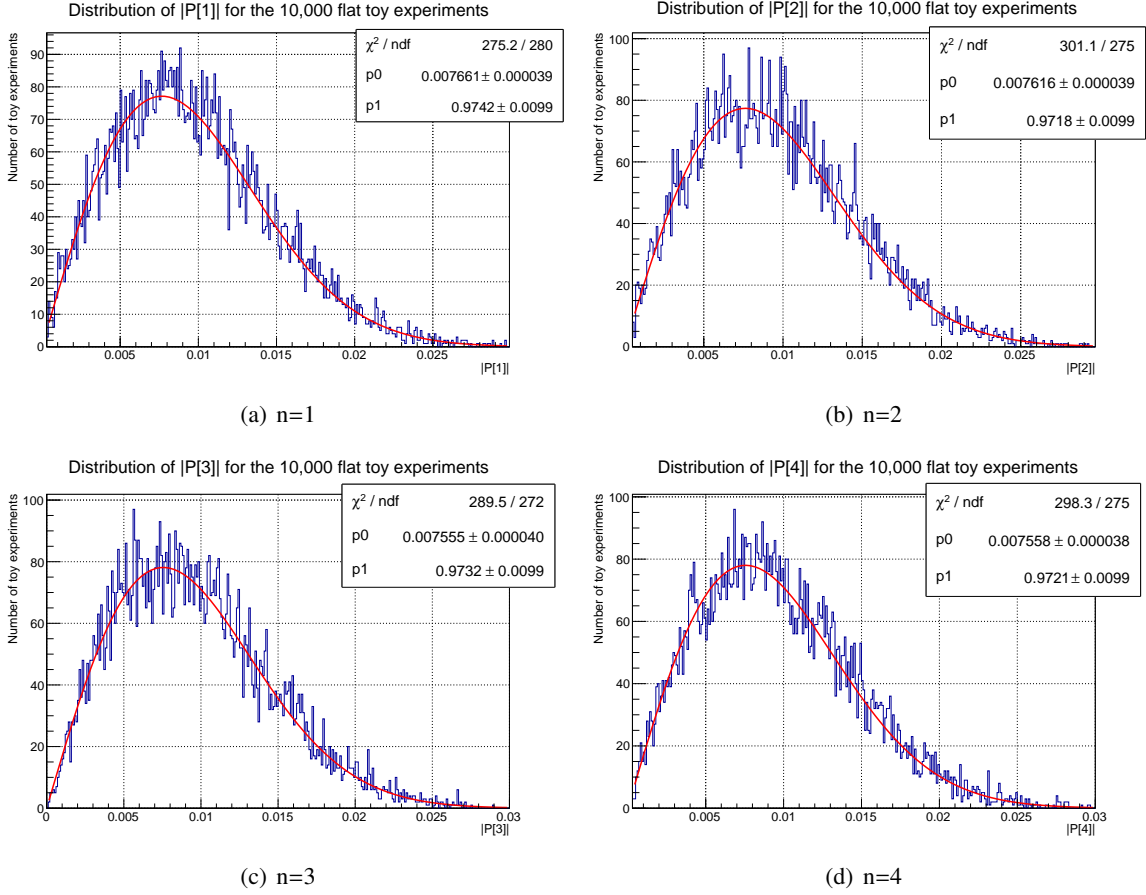 Distribution of |P[1]| for the 10,000 flat toy experiments
χ² / ndf 275.2 / 280
p0 0.007661 ± 0.000039
p1 0.9742 ± 0.0099
Number of toy experiments
90
80
70
60
50
40
30
20
10
0
0.005 0.01 0.015 0.02 0.025
|P[1]|
(a) n=1
Distribution of |P[2]| for the 10,000 flat toy experiments
χ² / ndf 301.1 / 275
p0 0.007616 ± 0.000039
p1 0.9718 ± 0.0099
Number of toy experiments
100
80
60
40
20
0
0.005 0.01 0.015 0.02 0.025
|P[2]|
(b) n=2
Distribution of |P[3]| for the 10,000 flat toy experiments
χ² / ndf 289.5 / 272
p0 0.007555 ± 0.000040
p1 0.9732 ± 0.0099
Number of toy experiments
100
80
60
40
20
0
0 0.005 0.01 0.015 0.02 0.025 0.03
|P[3]|
(c) n=3
Distribution of |P[4]| for the 10,000 flat toy experiments
χ² / ndf 298.3 / 275
p0 0.007558 ± 0.000038
p1 0.9721 ± 0.0099
Number of toy experiments
100
80
60
40
20
0
0.005 0.01 0.015 0.02 0.025 0.03
|P[4]|
(d) n=4